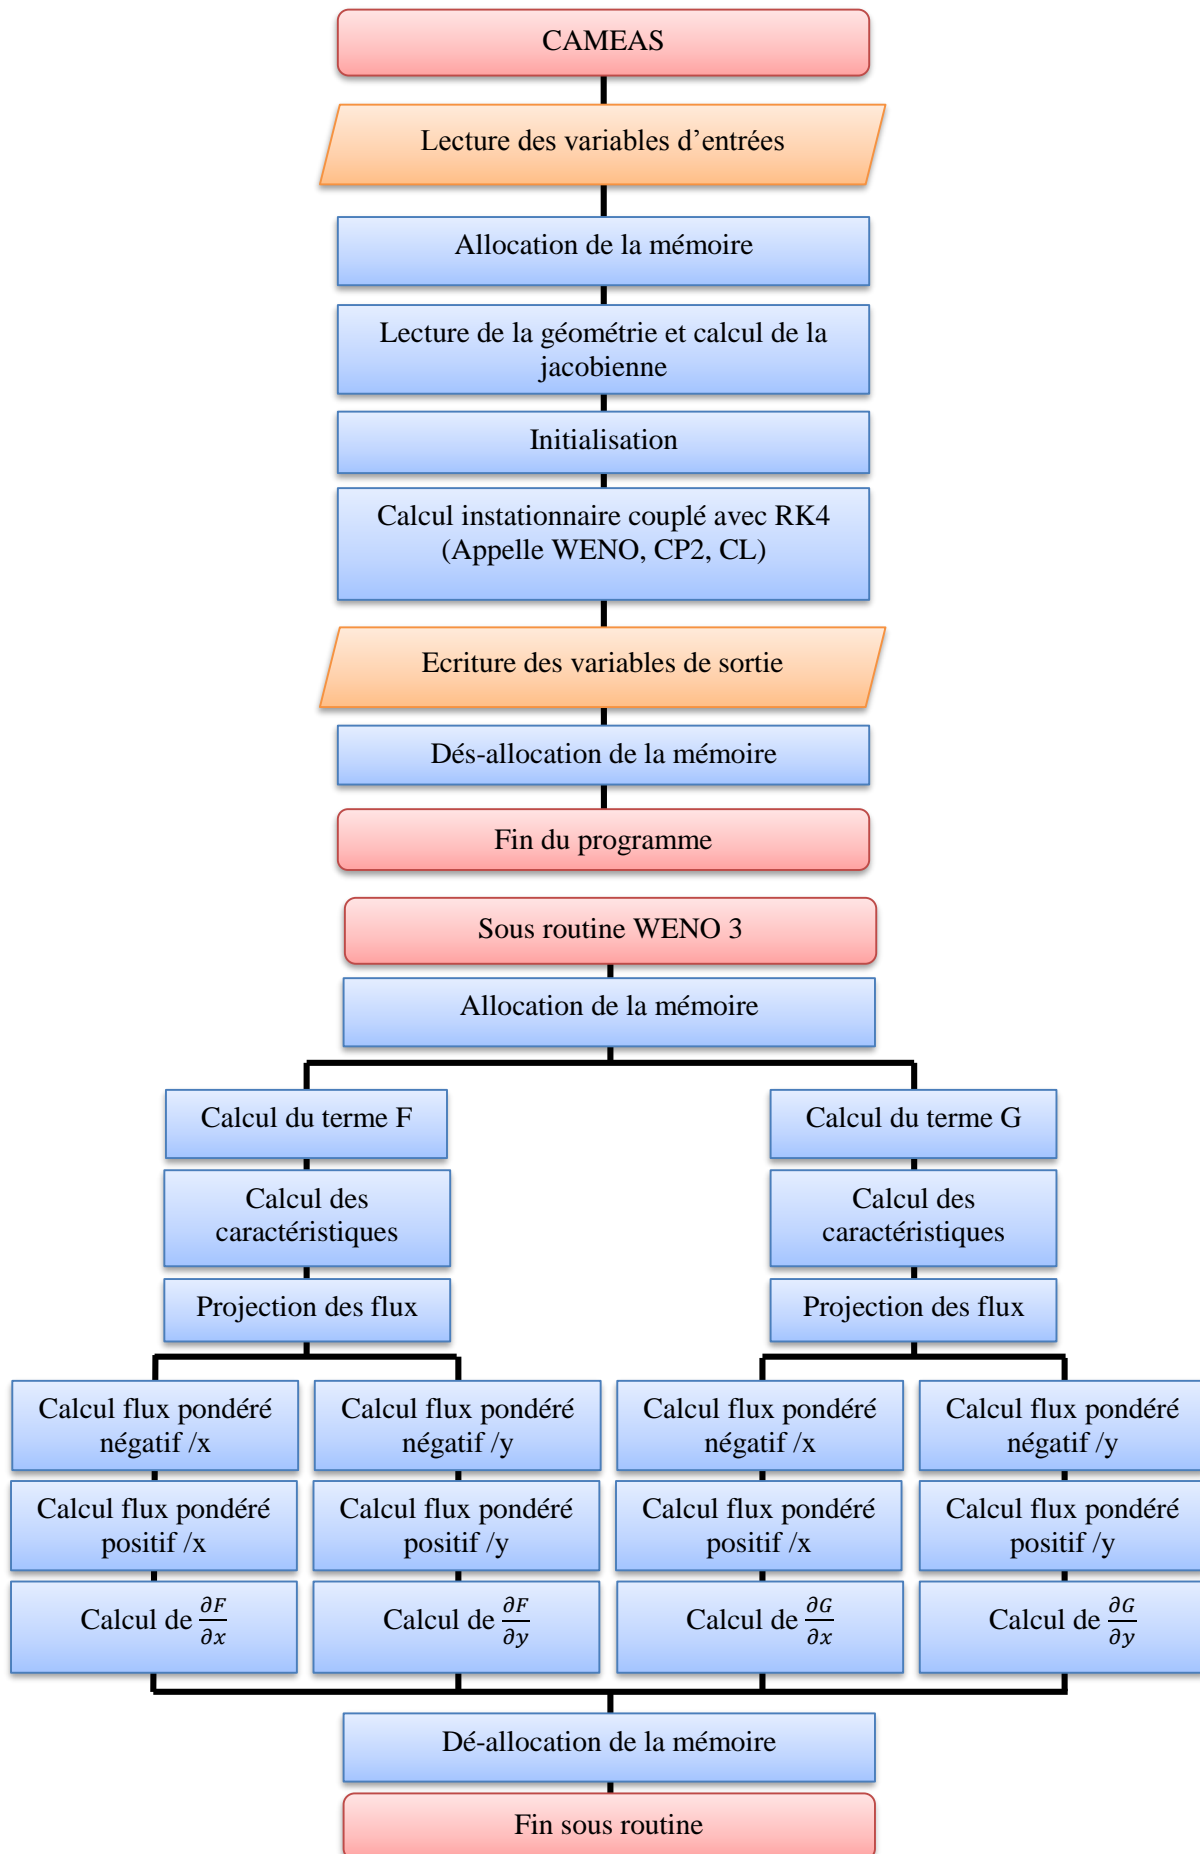 CAMEAS
Lecture des variables d’entrées
Allocation de la mémoire
Lecture de la géométrie et calcul de la
jacobienne
Initialisation
Calcul instationnaire couplé avec RK4
(Appelle WENO, CP2, CL)
Ecriture des variables de sortie
Dés-allocation de la mémoire
Fin du programme
Sous routine WENO 3
Allocation de la mémoire
Calcul du terme F
Calcul du terme G
Calcul des
caractéristiques
Calcul des
caractéristiques
Projection des flux
Projection des flux
Calcul flux pondéré
négatif /x
Calcul flux pondéré
négatif /y
Calcul flux pondéré
négatif /x
Calcul flux pondéré
négatif /y
Calcul flux pondéré
positif /x
Calcul flux pondéré
positif /y
Calcul flux pondéré
positif /x
Calcul flux pondéré
positif /y
Calcul de ∂F/∂x
Calcul de ∂F/∂y
Calcul de ∂G/∂x
Calcul de ∂G/∂y
Dé-allocation de la mémoire
Fin sous routine